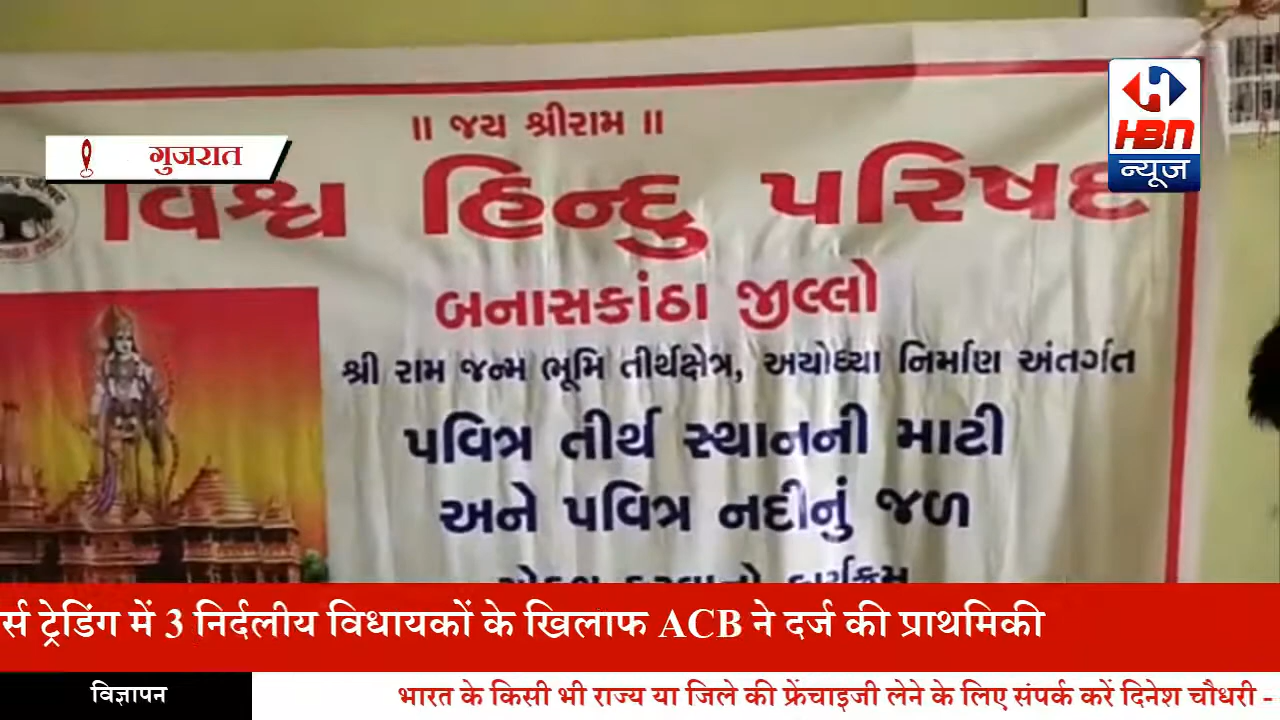 ॥ જય શ્રીરામ ॥
गुजरात
HBN
न्यूज
વિશ્વ હિન્દુ પરિષદ
બનાસકાંઠા જીલ્લો
શ્રી રામ જન્મ ભૂમિ તીર્થક્ષેત્ર, અયોધ્યા નિર્માણ અંતર્ગત
પવિત્ર તીર્થ સ્થાનની માટી
અને પવિત્ર નદીનું જળ
र्स ट्रेडिंग में 3 निर्दलीय विधायकों के खिलाफ ACB ने दर्ज की प्राथमिकी
विज्ञापन
भारत के किसी भी राज्य या जिले की फ्रेंचाइजी लेने के लिए संपर्क करें दिनेश चौधरी -